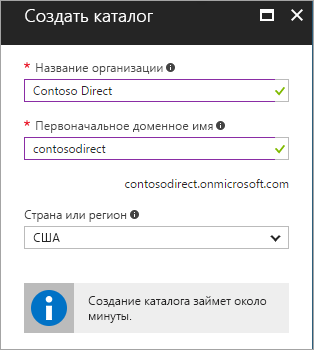 Создать каталог
* Название организации
Contoso Direct
* Первоначальное доменное имя
contosodirect
contosodirect.onmicrosoft.com
Страна или регион
США
Создание каталога займет около
минуты.